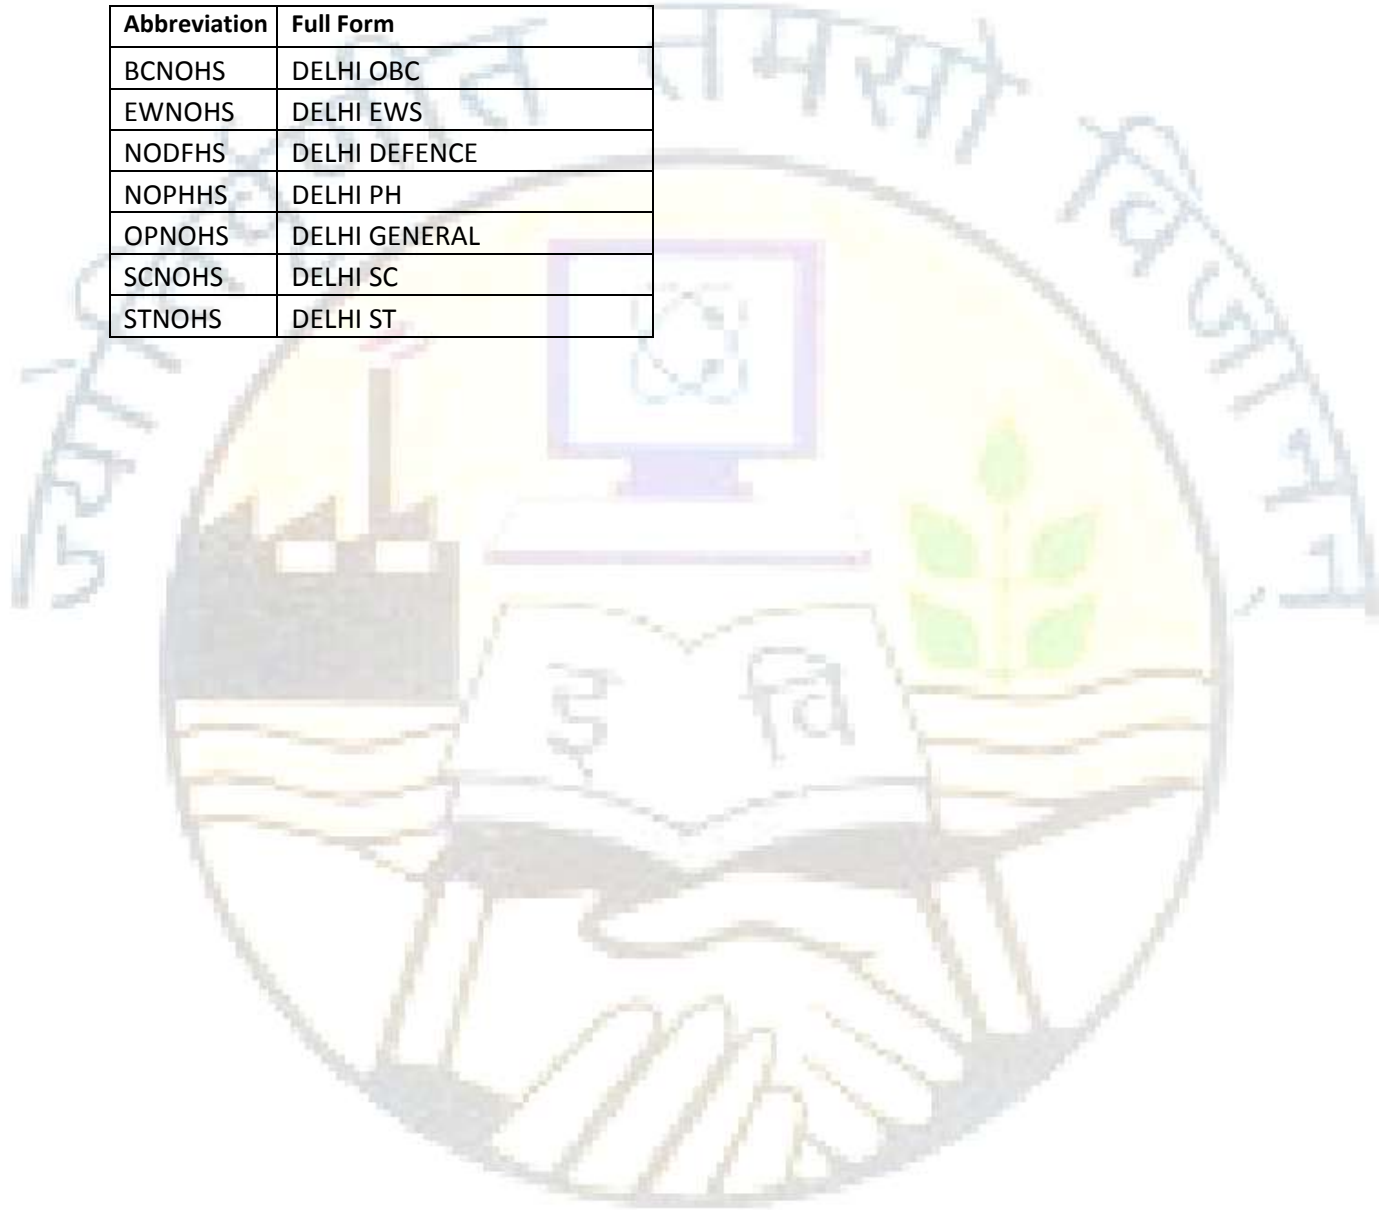 Abbreviation Full Form
BCNOHS DELHI OBC
EWNOHS DELHI EWS
NODFHS DELHI DEFENCE
NOPHHS DELHI PH
OPNOHS DELHI GENERAL
SCNOHS DELHI SC
STNOHS DELHI ST
इ वि